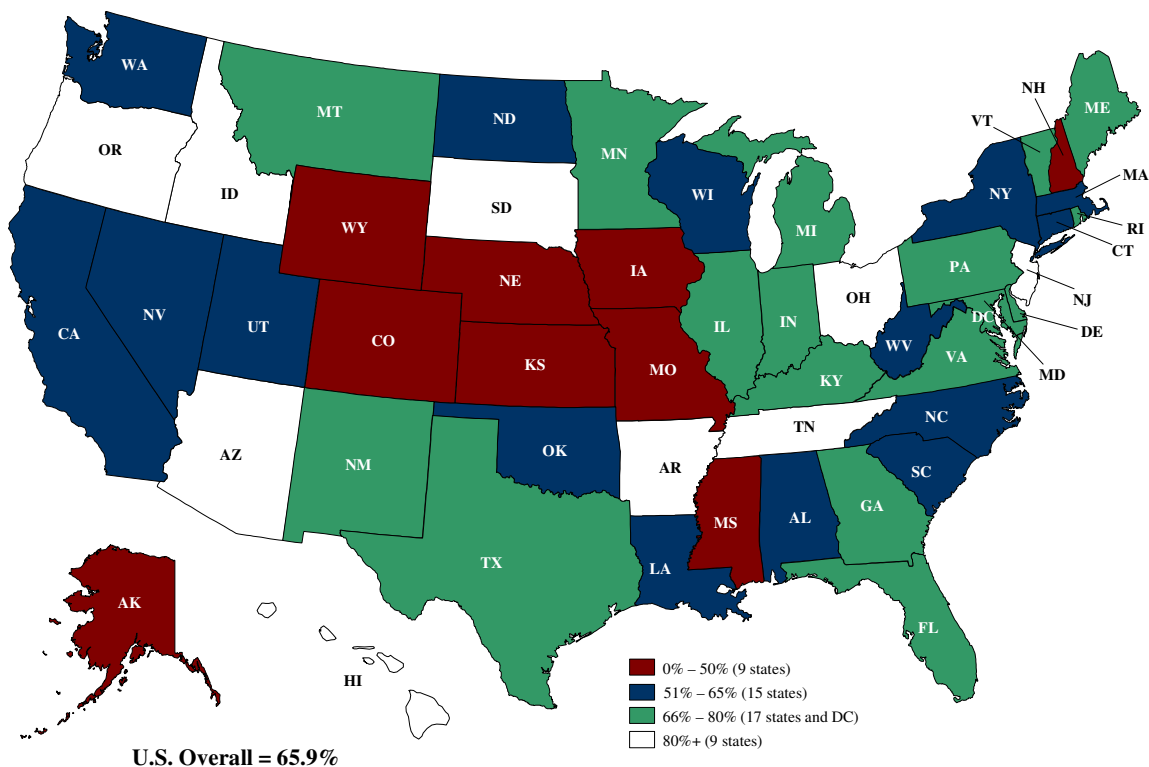 WA
MT
ND
MN
OR
ID
SD
WI
MI
NY
VT
NH
ME
MA
RI
CT
WY
NE
IA
PA
NJ
DE
MD
DC
OH
IN
IL
CA
NV
UT
CO
KS
MO
KY
WV
VA
AZ
NM
OK
AR
TN
NC
SC
TX
LA
MS
AL
GA
FL
AK
HI
0% – 50% (9 states)
51% – 65% (15 states)
66% – 80% (17 states and DC)
80%+ (9 states)
U.S. Overall = 65.9%